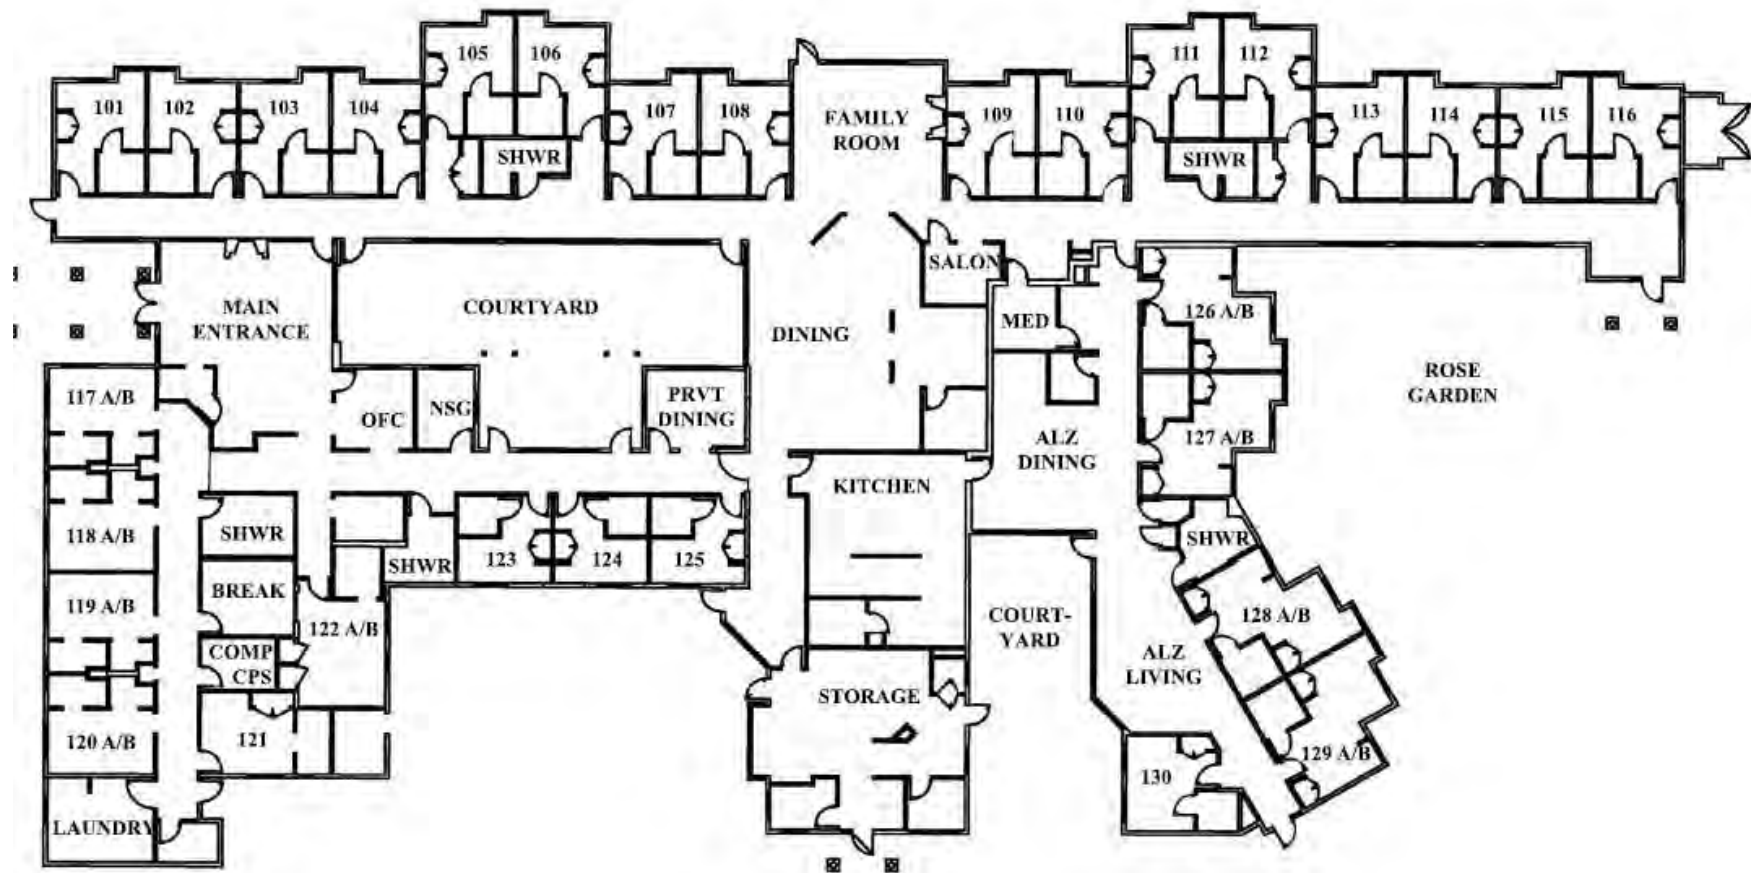 105
106
111
112
101
102
103
104
107
108
FAMILY
ROOM
109
110
113
114
115
116
SHWR
SHWR
SALON
MAIN
ENTRANCE
COURTYARD
DINING
MED
126 A/B
ROSE
GARDEN
117 A/B
OFC
NSG
PRVT
DINING
ALZ
DINING
127 A/B
KITCHEN
118 A/B
SHWR
SHWR
123
124
125
SHWR
119 A/B
BREAK
122 A/B
COURT-
YARD
128 A/B
COMP
CPS
ALZ
LIVING
STORAGE
120 A/B
121
130
129 A/B
LAUNDRY